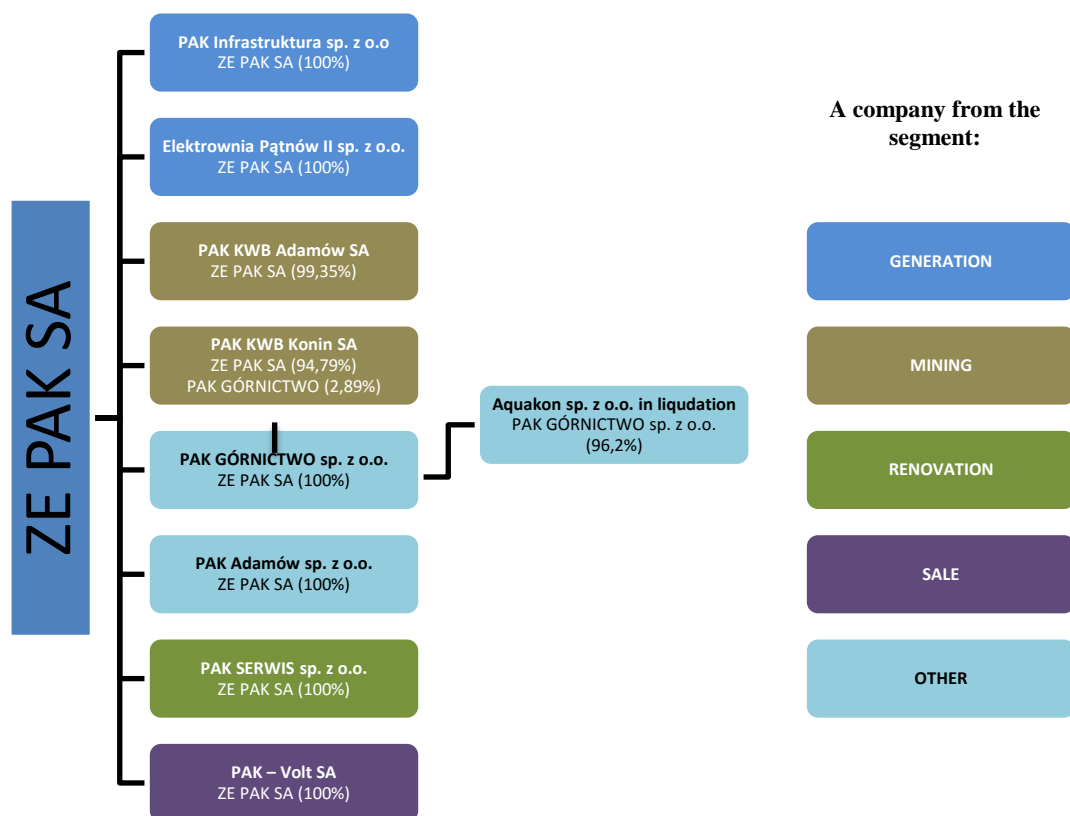 ZE PAK SA
PAK Infrastruktura sp. z o.o
ZE PAK SA (100%)
Elektrownia Pątnów II sp. z o.o.
ZE PAK SA (100%)
PAK KWB Adamów SA
ZE PAK SA (99,35%)
PAK KWB Konin SA
ZE PAK SA (94,79%)
PAK GÓRNICTWO (2,89%)
PAK GÓRNICTWO sp. z o.o.
ZE PAK SA (100%)
PAK Adamów sp. z o.o.
ZE PAK SA (100%)
PAK SERWIS sp. z o.o.
ZE PAK SA (100%)
PAK – Volt SA
ZE PAK SA (100%)
Aquakon sp. z o.o. in liqudation
PAK GÓRNICTWO sp. z o.o.
(96,2%)
A company from the
segment:
GENERATION
MINING
RENOVATION
SALE
OTHER